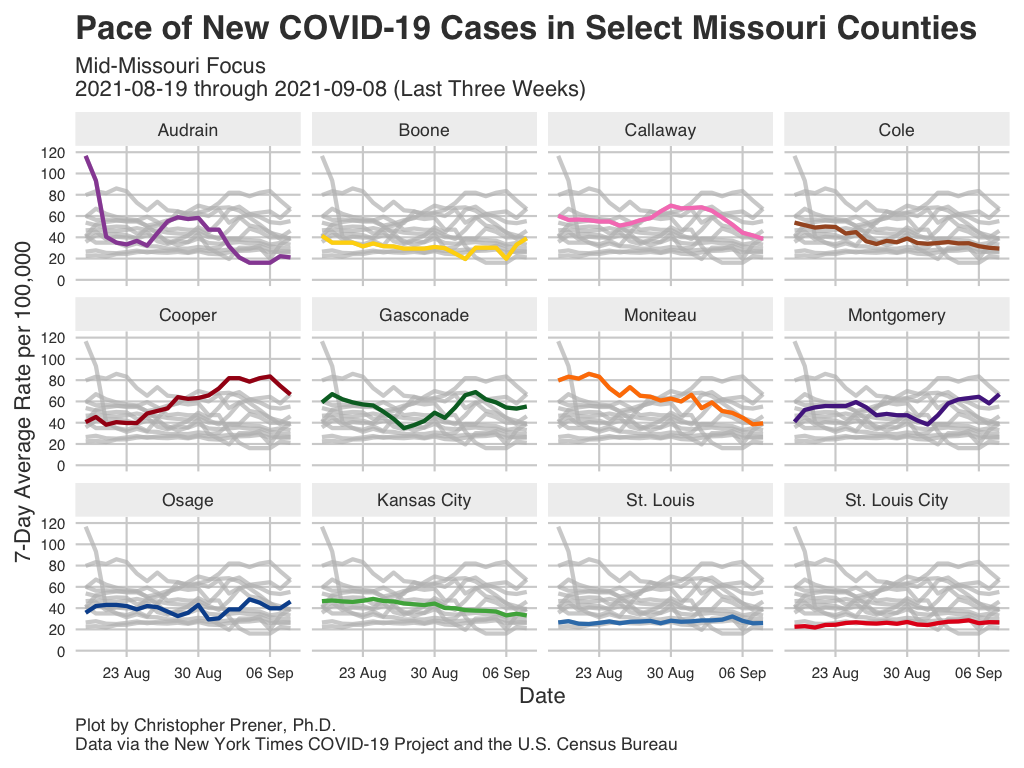 Pace of New COVID-19 Cases in Select Missouri Counties
Mid-Missouri Focus
2021-08-19 through 2021-09-08 (Last Three Weeks)
7-Day Average Rate per 100,000
Audrain Boone Callaway Cole
120
100
80
60
40
20
0
Cooper Gasconade Moniteau Montgomery
120
100
80
60
40
20
0
Osage Kansas City St. Louis St. Louis City
120
100
80
60
40
20
0
23 Aug 30 Aug 06 Sep 23 Aug 30 Aug 06 Sep 23 Aug 30 Aug 06 Sep 23 Aug 30 Aug 06 Sep
Date
Plot by Christopher Prener, Ph.D.
Data via the New York Times COVID-19 Project and the U.S. Census Bureau